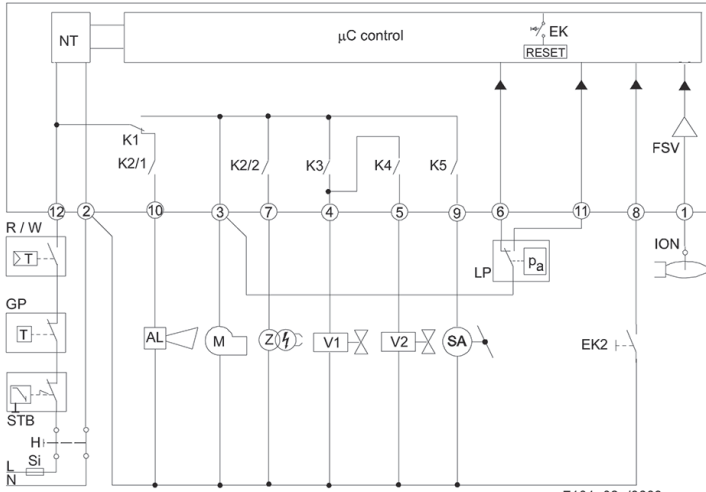 NT
μC control
EK
RESET
K1
K2/1
K2/2
K3
K4
K5
FSV
12
2
10
3
7
4
5
9
6
11
8
1
R / W
T
GP
T
STB
H
Si
L
N
AL
M
Z
V1
V2
SA
LP
pa
EK2
ION